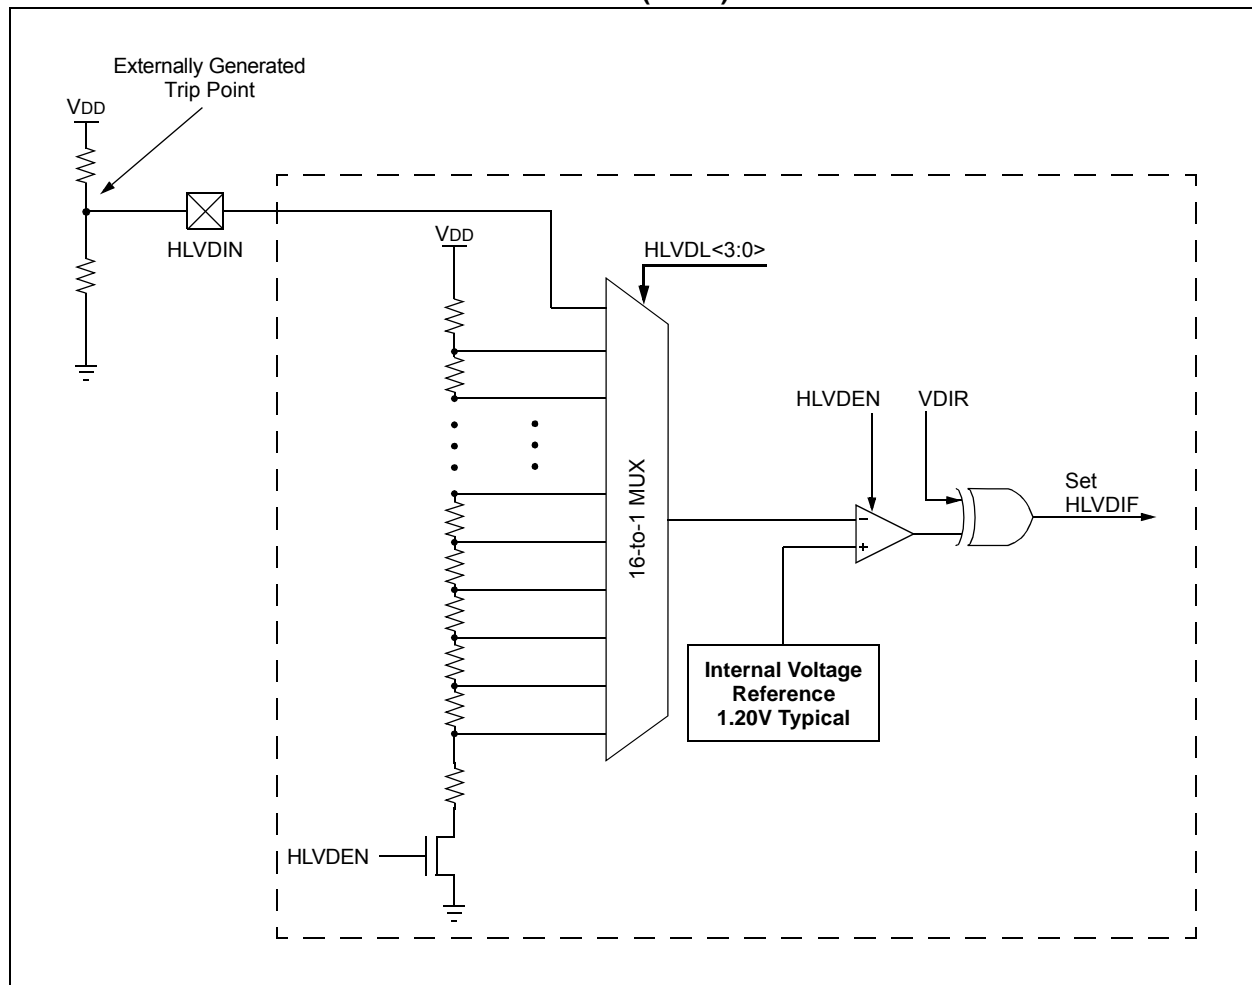 Externally Generated
Trip Point
VDD
HLVDIN
VDD
HLVDL<3:0>
HLVDEN
VDIR
16-to-1 MUX
Set
HLVDIF
–
+
Internal Voltage
Reference
1.20V Typical
HLVDEN